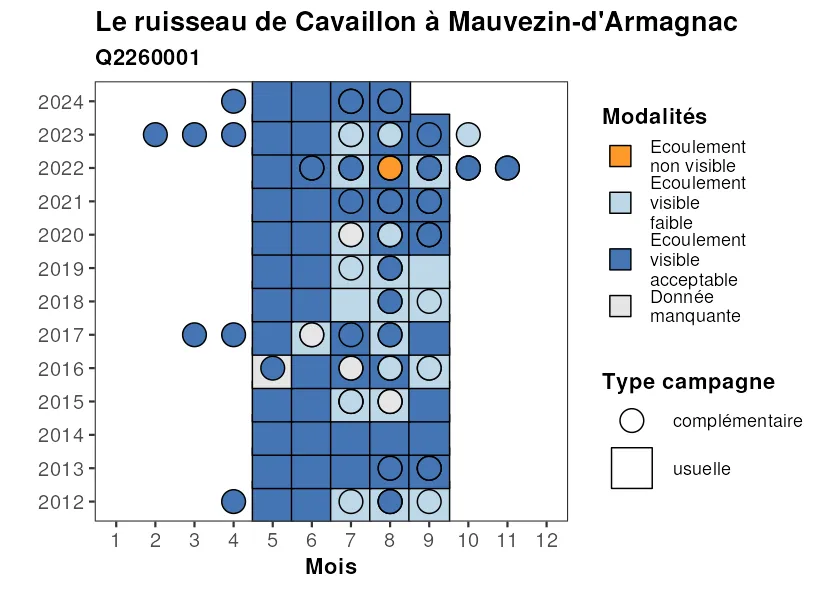 Le ruisseau de Cavaillon à Mauvezin-d'Armagnac
Q2260001
2024
2023
2022
2021
2020
2019
2018
2017
2016
2015
2014
2013
2012
1 2 3 4 5 6 7 8 9 10 11 12
Mois
Modalités
Ecoulement
non visible
Ecoulement
visible
faible
Ecoulement
visible
acceptable
Donnée
manquante
Type campagne
complémentaire
usuelle